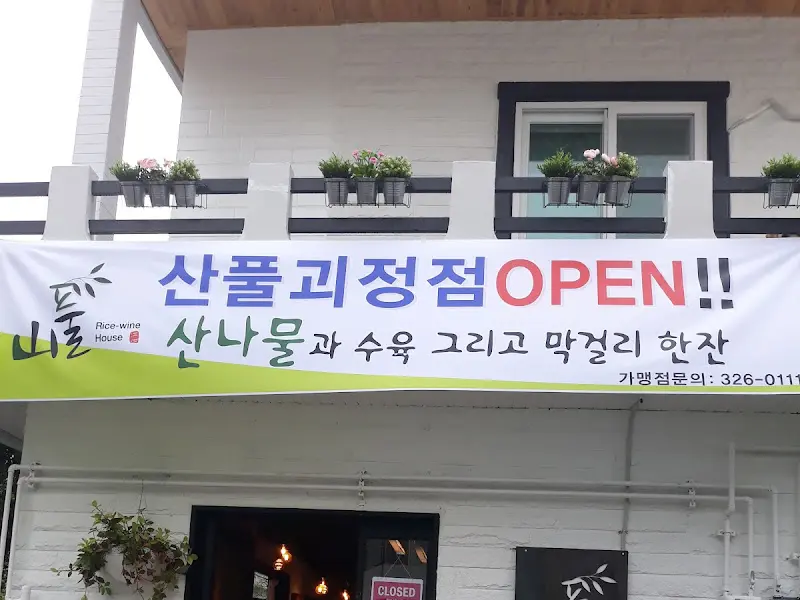 산풀괴정점OPEN!!
山풀
Rice-wine
House
산나물과 수육 그리고 막걸리 한잔
가맹점문의: 326-0111
CLOSED